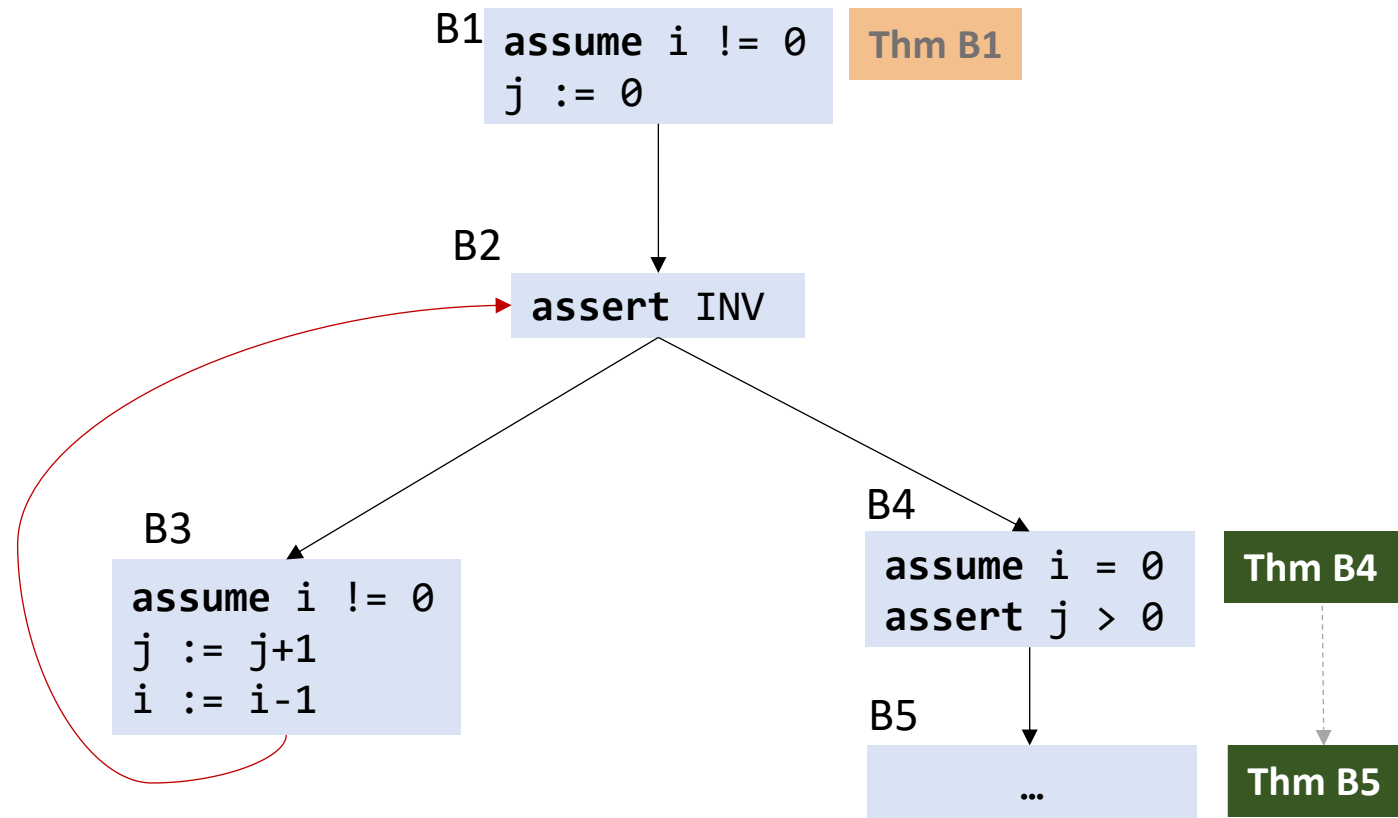 B1
assume i != 0
j := 0
Thm B1
B2
assert INV
B3
assume i != 0
j := j+1
i := i-1
B4
assume i = 0
assert j > 0
Thm B4
B5
…
Thm B5